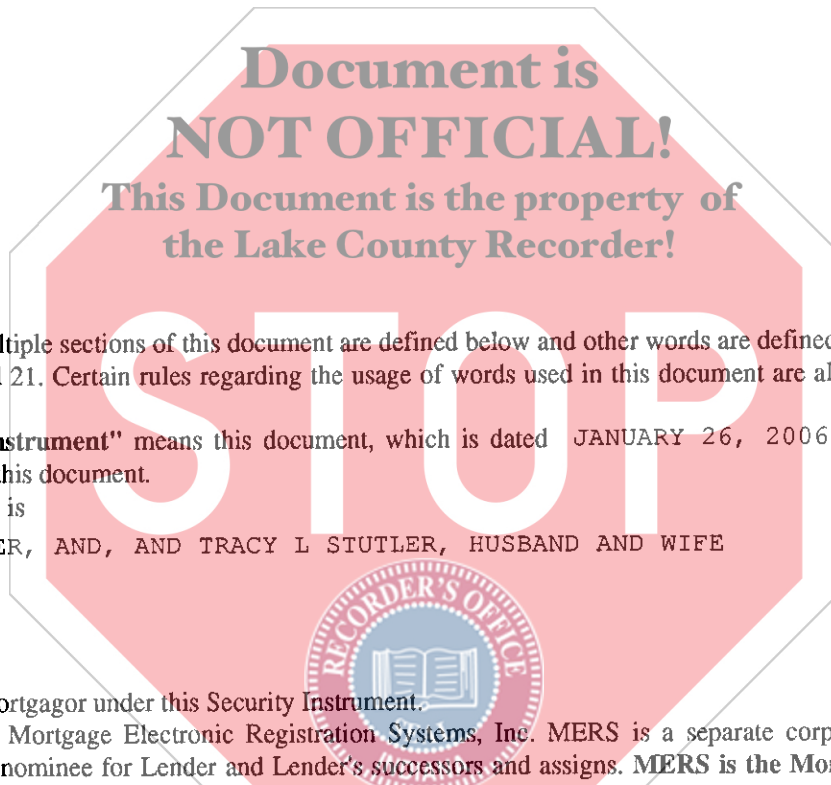 Document is
NOT OFFICIAL!
This Document is the property of
the Lake County Recorder!
STOP
ltiple sections of this document are defined below and other words are defined
21. Certain rules regarding the usage of words used in this document are al
nstrument" means this document, which is dated JANUARY 26, 2006
this document.
is
ER, AND, AND TRACY L STUTLER, HUSBAND AND WIFE
RECORDER'S OFFICE
ortgagor under this Security Instrument.
Mortgage Electronic Registration Systems, Inc. MERS is a separate corp
nominee for Lender and Lender's successors and assigns. MERS is the Mor